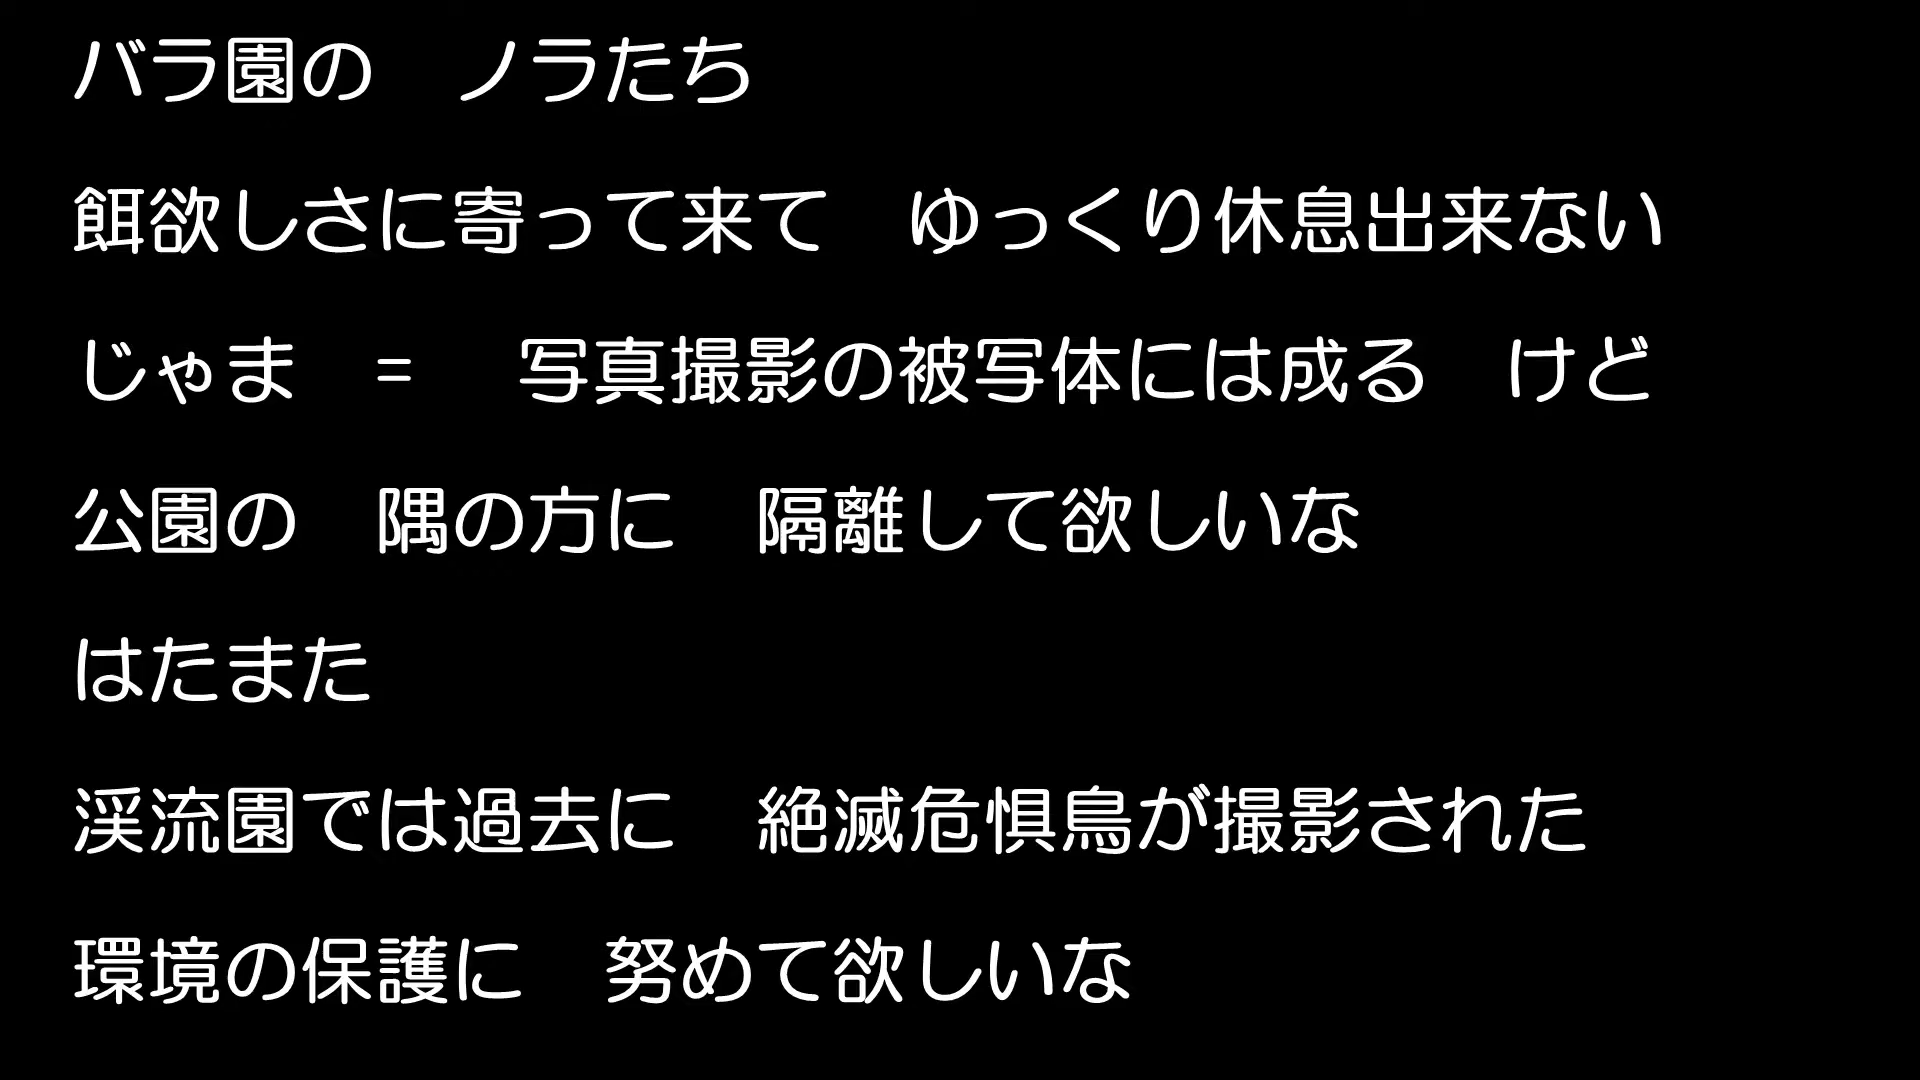 バラ園の　ノラたち
餌欲しさに寄って来て　ゆっくり休息出来ない
じゃま　=　写真撮影の被写体には成る　けど
公園の　隅の方に　隔離して欲しいな
はたまた
渓流園では過去に　絶滅危惧鳥が撮影された
環境の保護に　努めて欲しいな